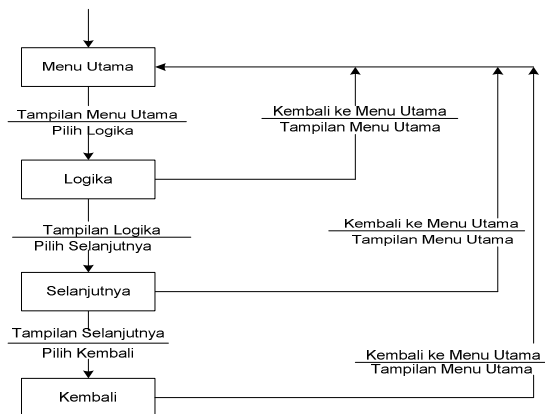 Menu Utama
Tampilan Menu Utama
Pilih Logika
Kembali ke Menu Utama
Tampilan Menu Utama
Logika
Tampilan Logika
Pilih Selanjutnya
Kembali ke Menu Utama
Tampilan Menu Utama
Selanjutnya
Tampilan Selanjutnya
Pilih Kembali
Kembali ke Menu Utama
Tampilan Menu Utama
Kembali